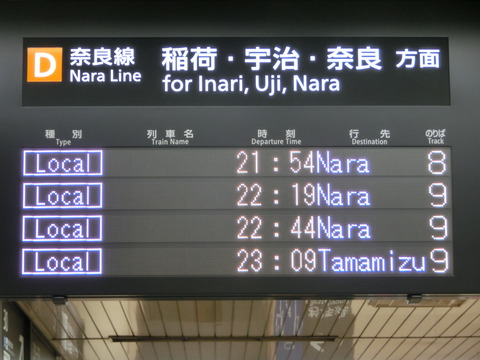 D 奈良線 稲荷・宇治・奈良 方面
Nara Line for Inari, Uji, Nara
種別 列車名 時刻 行先 のりば
Type Train Name Departure Time Destination Track
Local 21:54 Nara 8
Local 22:19 Nara 9
Local 22:44 Nara 9
Local 23:09 Tamamizu 9